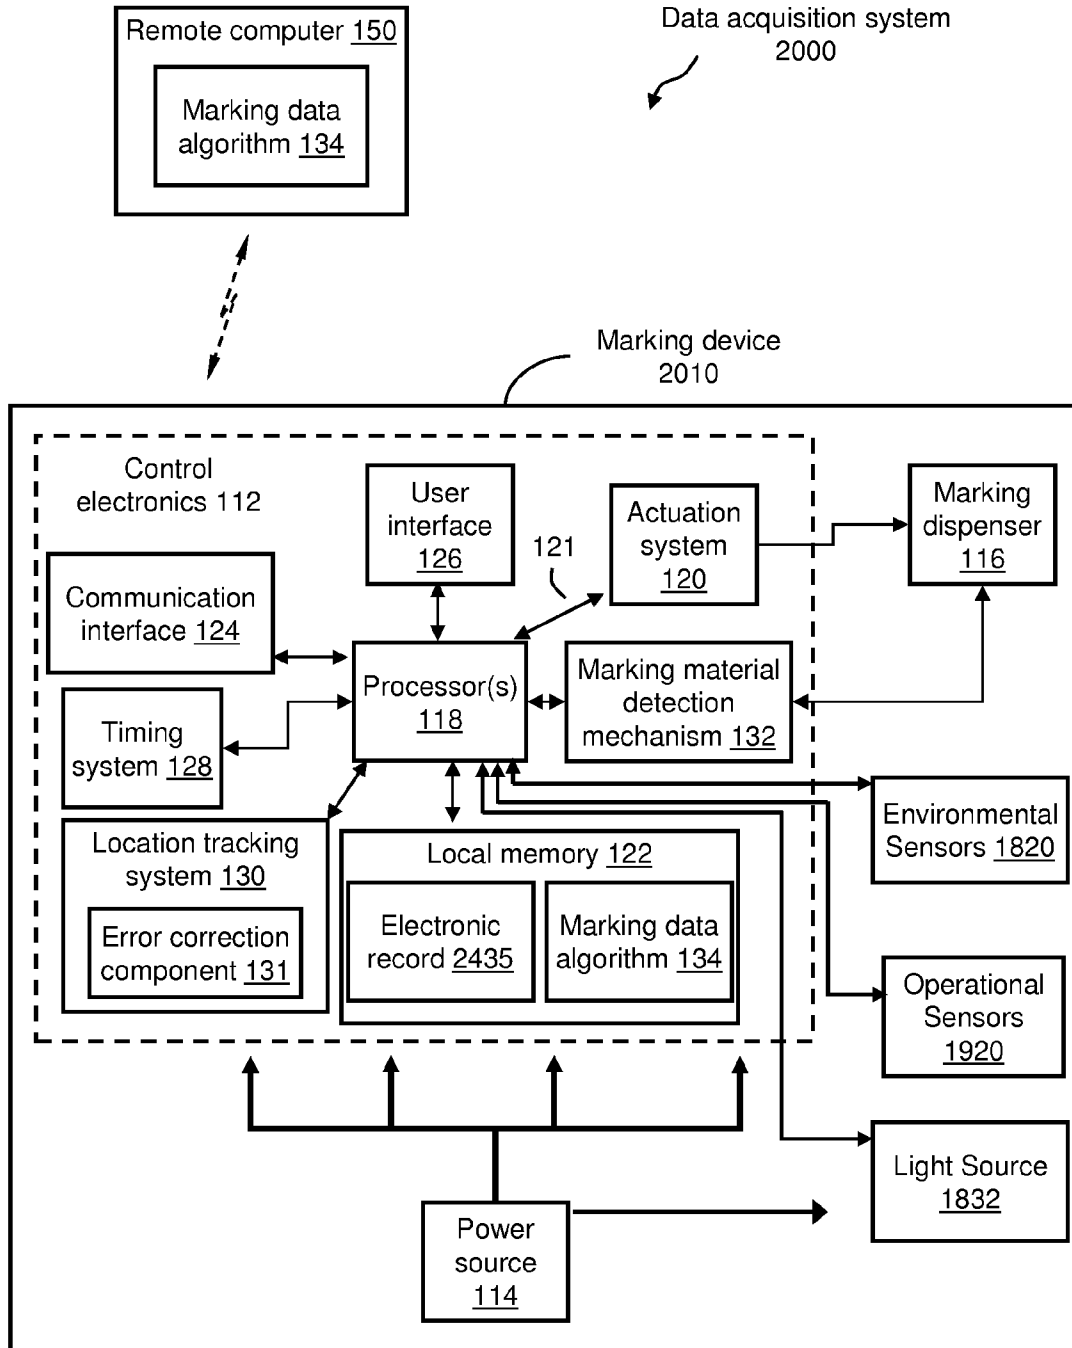 Remote computer 150
Marking data
algorithm 134
Data acquisition system
2000
Marking device
2010
Control
electronics 112
User
interface
126
121
Actuation
system
120
Marking
dispenser
116
Communication
interface 124
Processor(s)
118
Marking material
detection
mechanism 132
Timing
system 128
Environmental
Sensors 1820
Location tracking
system 130
Error correction
component 131
Local memory 122
Electronic
record 2435
Marking data
algorithm 134
Operational
Sensors
1920
Light Source
1832
Power
source
114